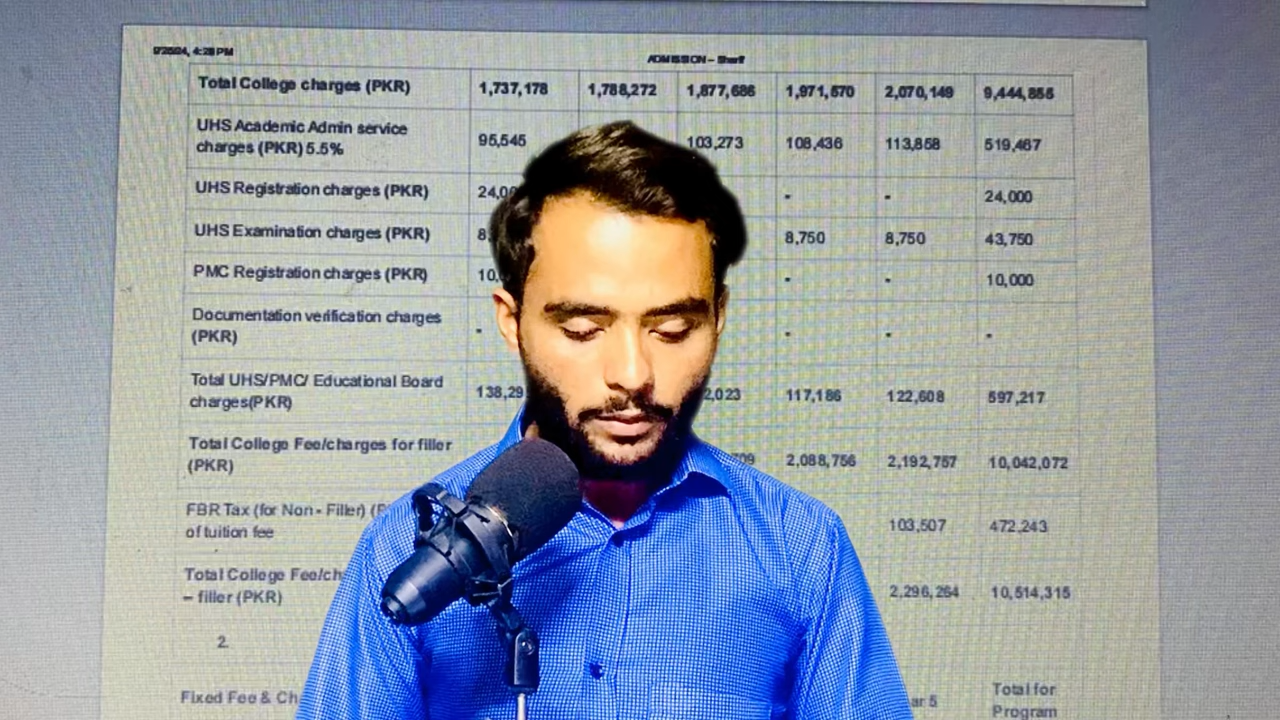 ADMISSION – Sharif
Total College charges (PKR) 1,737,178 1,788,272 1,877,686 1,971,570 2,070,149 9,444,855
UHS Academic Admin service
charges (PKR) 5.5% 95,545 103,273 108,436 113,858 519,467
UHS Registration charges (PKR) - - 24,000
UHS Examination charges (PKR) 8,750 8,750 43,750
PMC Registration charges (PKR) - - 10,000
Documentation verification charges
(PKR) - - - -
Total UHS/PMC/ Educational Board
charges(PKR) 117,186 122,608 597,217
Total College Fee/charges for filler
(PKR) 2,088,756 2,192,757 10,042,072
FBR Tax (for Non - Filler)
of tuition fee 103,507 472,243
Total College
– filler (PKR) 2,296,264 10,514,315
2.
Fixed Fee & 5 Total for
Program